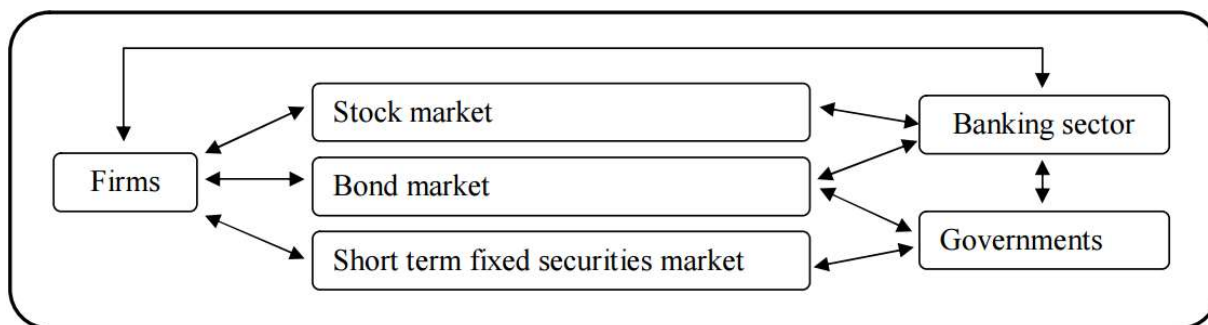 Stock market
Banking sector
Firms
Bond market
Governments
Short term fixed securities market